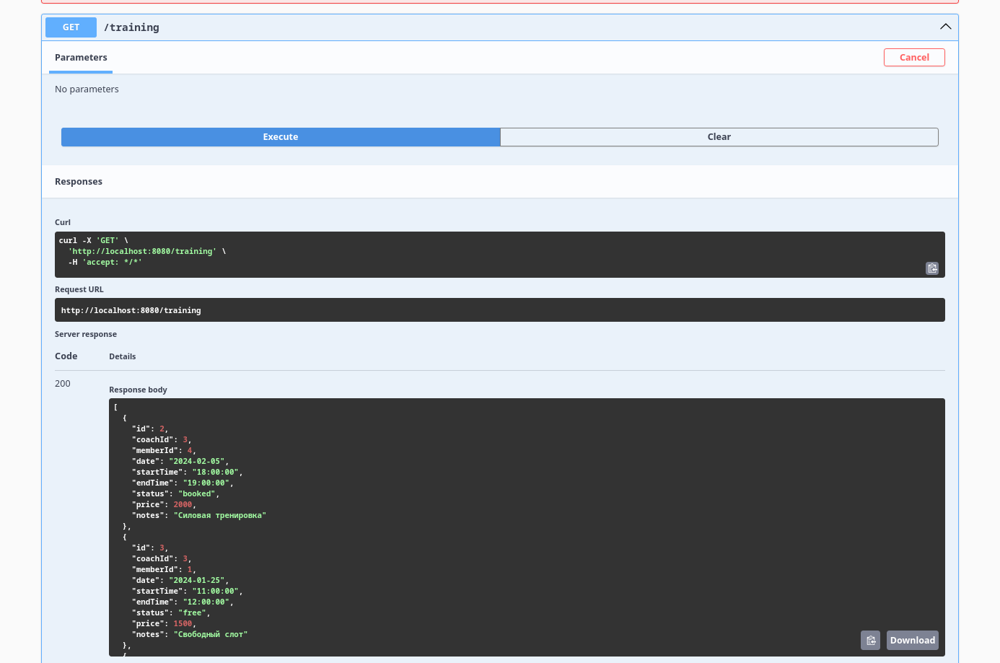 GET /training
Parameters
Cancel
No parameters
Execute
Clear
Responses
Curl
curl -X 'GET' \
  'http://localhost:8080/training' \
  -H 'accept: */*'
Request URL
http://localhost:8080/training
Server response
Code Details
200
Response body
[
  {
    "id": 2,
    "coachId": 3,
    "memberId": 4,
    "date": "2024-02-05",
    "startTime": "18:00:00",
    "endTime": "19:00:00",
    "status": "booked",
    "price": 2000,
    "notes": "Силовая тренировка"
  },
  {
    "id": 3,
    "coachId": 3,
    "memberId": 1,
    "date": "2024-01-25",
    "startTime": "11:00:00",
    "endTime": "12:00:00",
    "status": "free",
    "price": 1500,
    "notes": "Свободный слот"
  },
  {
Download